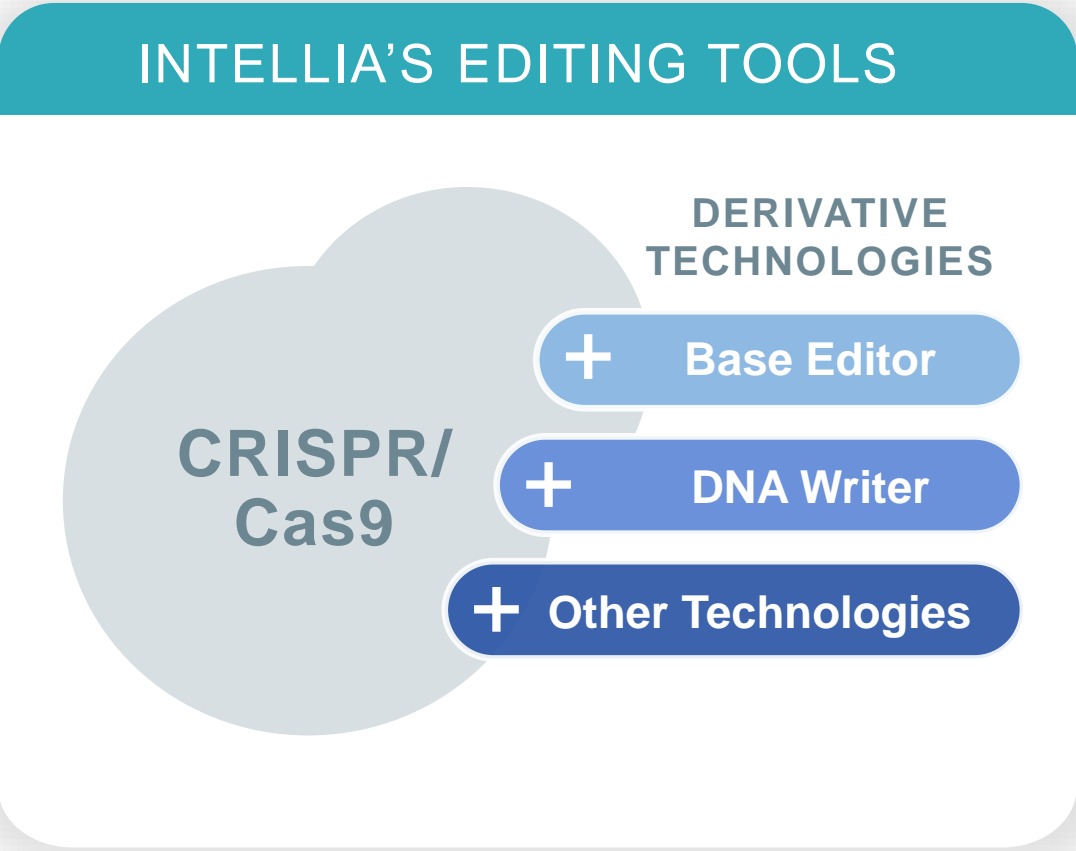 INTELLIA’S EDITING TOOLS
DERIVATIVE
TECHNOLOGIES
+ Base Editor
CRISPR/
Cas9
+ DNA Writer
+ Other Technologies